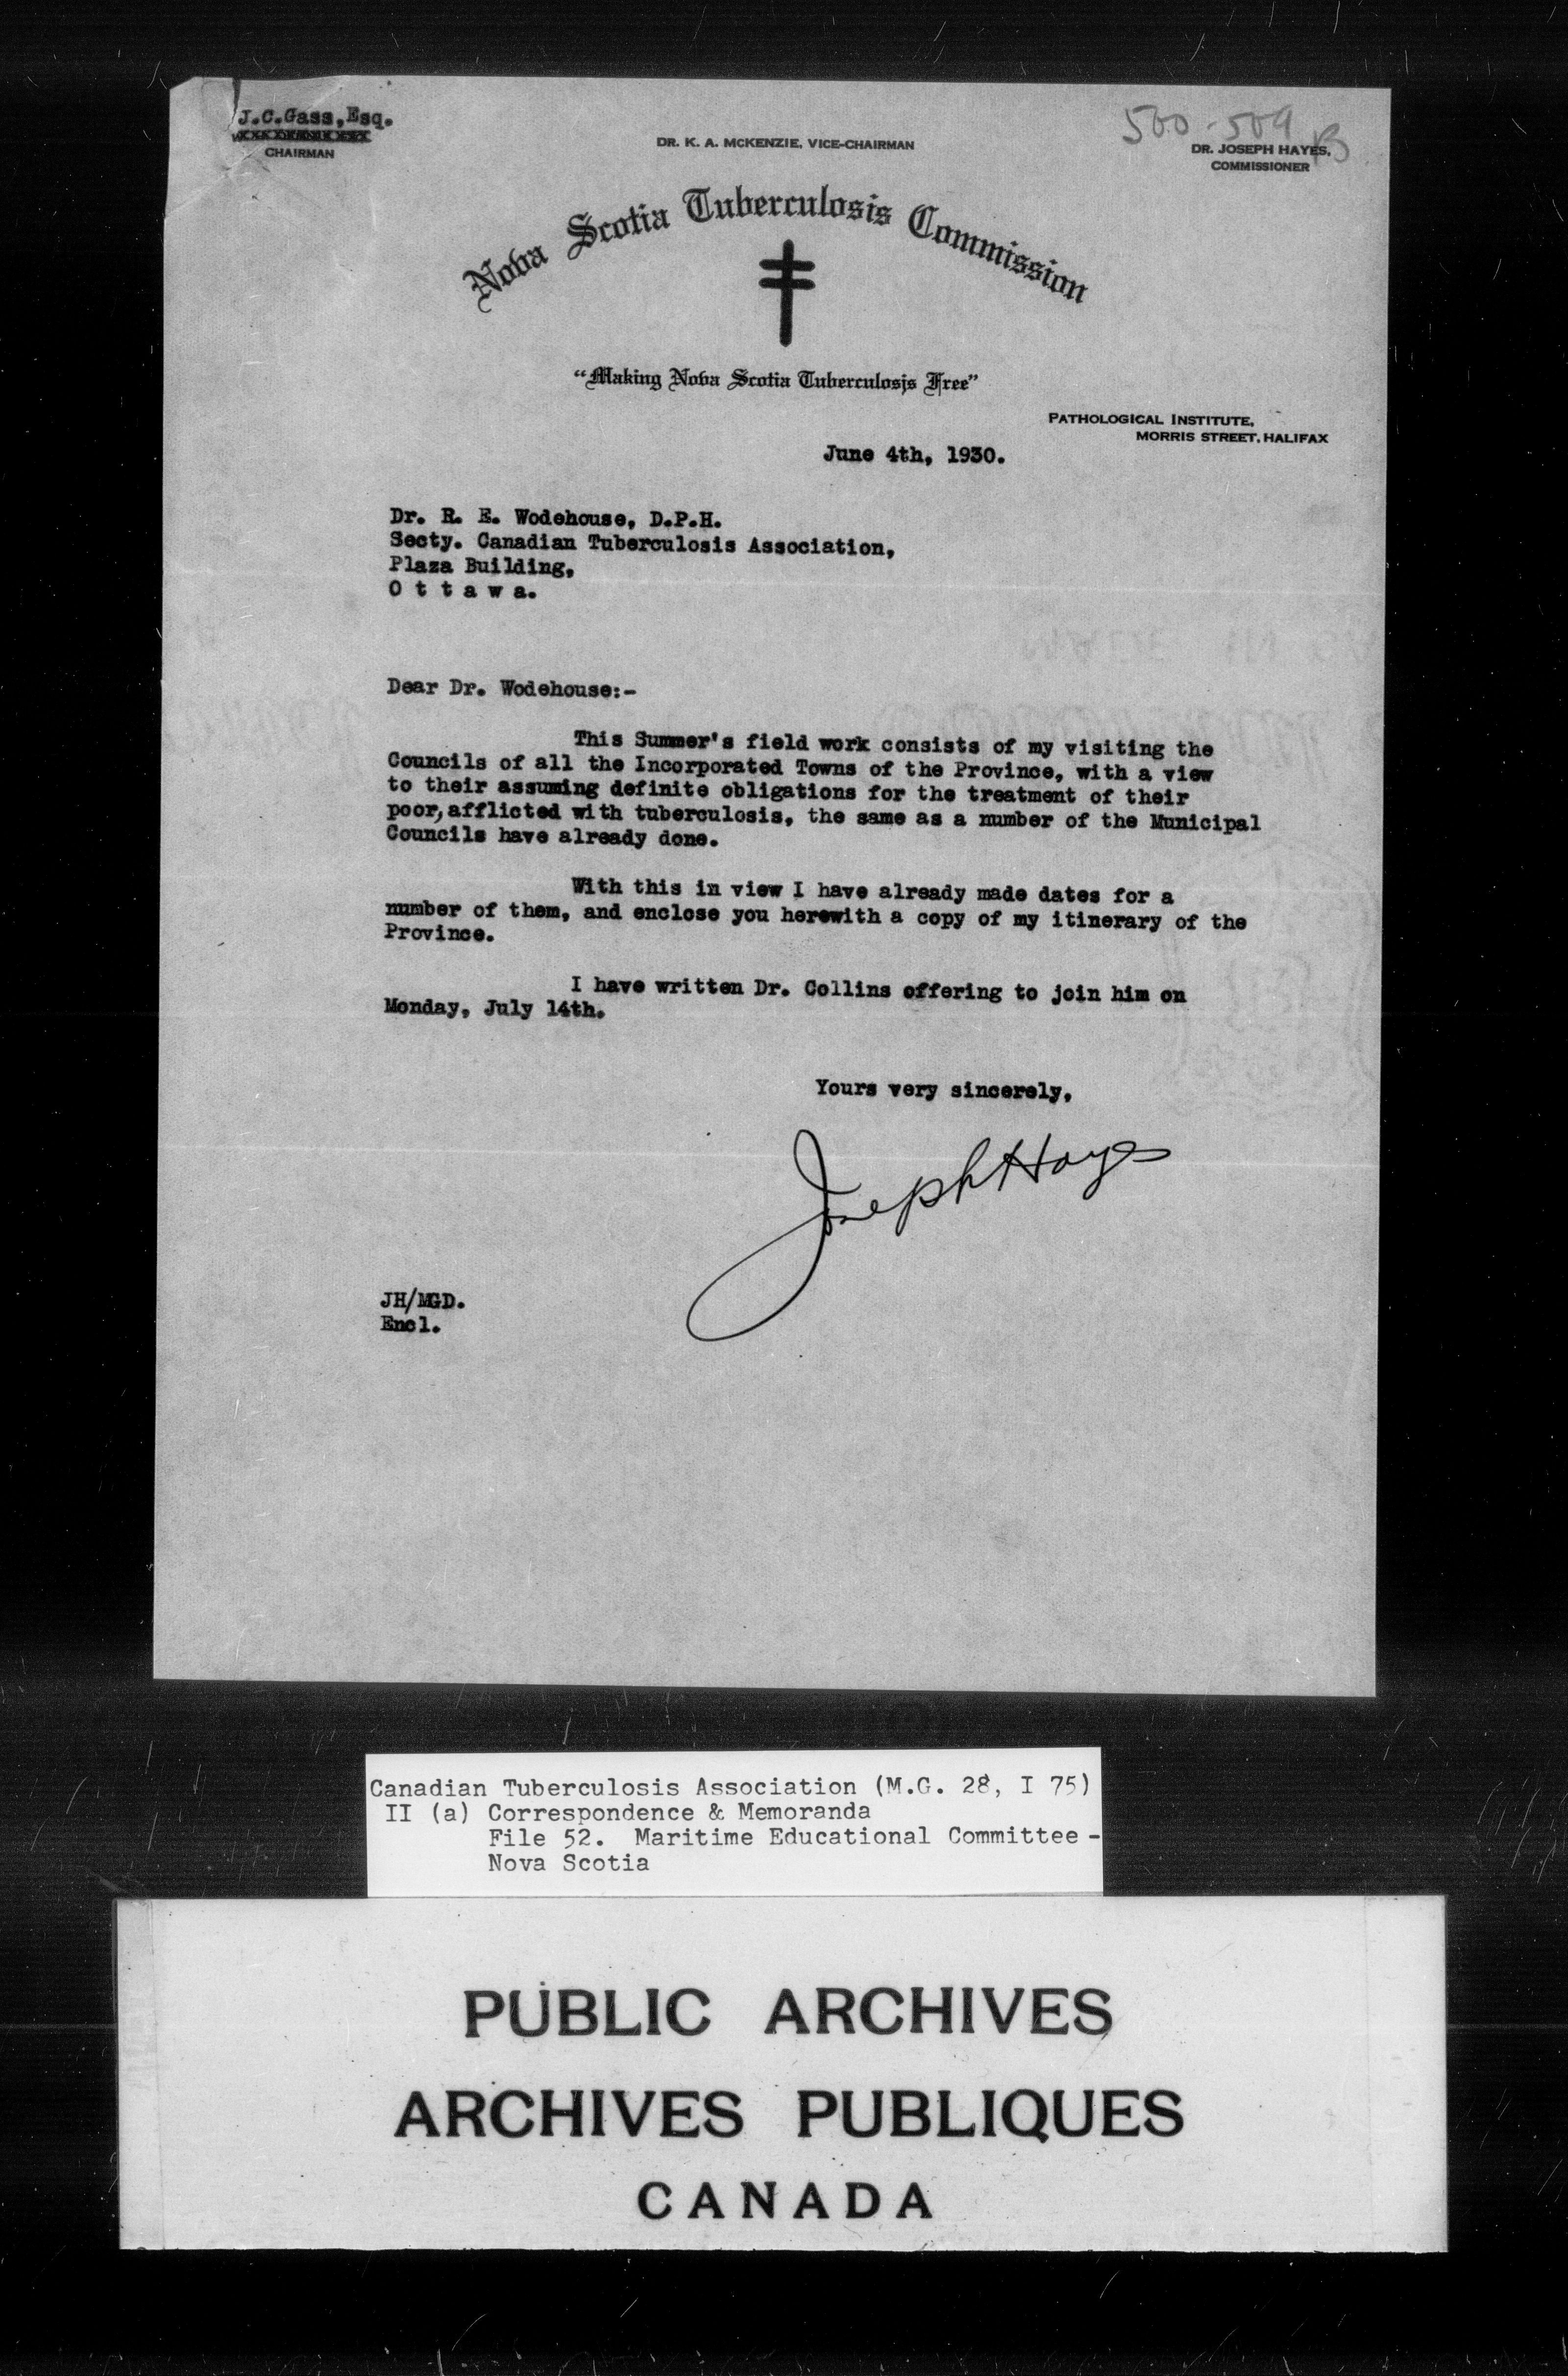 J.C.Gass,Esq.
CHAIRMAN
DR. K. A. MCKENZIE, VICE-CHAIRMAN
500-509 B
DR. JOSEPH HAYES,
COMMISSIONER
Nova Scotia Tuberculosis Commission
"Making Nova Scotia Tuberculosis Free"
PATHOLOGICAL INSTITUTE,
MORRIS STREET, HALIFAX
June 4th, 1930.
Dr. R. E. Wodehouse, D.P.H.
Secty. Canadian Tuberculosis Association,
Plaza Building,
O t t a w a.
Dear Dr. Wodehouse:-
This Summer's field work consists of my visiting the
Councils of all the Incorporated Towns of the Province, with a view
to their assuming definite obligations for the treatment of their
poor, afflicted with tuberculosis, the same as a number of the Municipal
Councils have already done.
With this in view I have already made dates for a
number of them, and enclose you herewith a copy of my itinerary of the
Province.
I have written Dr. Collins offering to join him on
Monday, July 14th.
Yours very sincerely,
Joseph Hayes
JH/MGD.
Encl.
Canadian Tuberculosis Association (M.G. 28, I 75)
II (a) Correspondence & Memoranda
File 52. Maritime Educational Committee -
Nova Scotia
PUBLIC ARCHIVES
ARCHIVES PUBLIQUES
CANADA